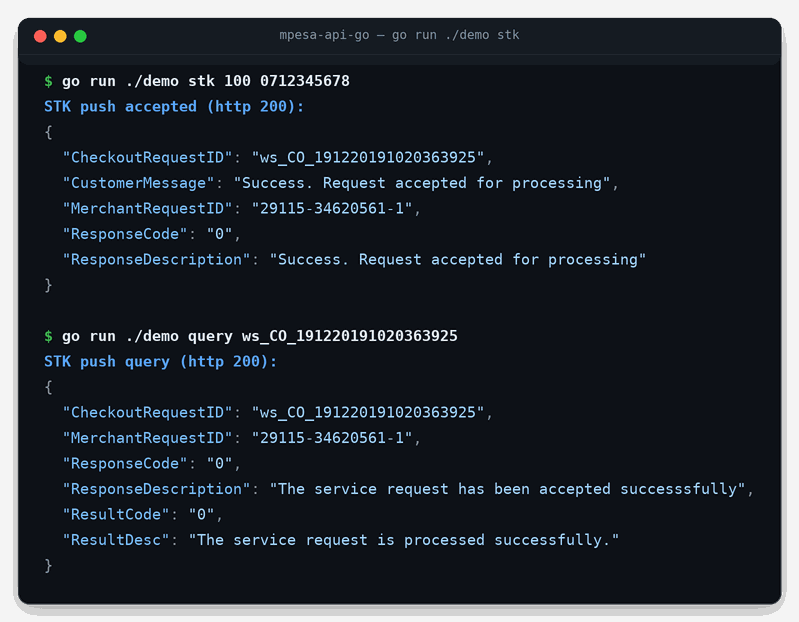 mpesa-api-go — go run ./demo stk
$ go run ./demo stk 100 0712345678
STK push accepted (http 200):
{
  "CheckoutRequestID": "ws_CO_191220191020363925",
  "CustomerMessage": "Success. Request accepted for processing",
  "MerchantRequestID": "29115-34620561-1",
  "ResponseCode": "0",
  "ResponseDescription": "Success. Request accepted for processing"
}
$ go run ./demo query ws_CO_191220191020363925
STK push query (http 200):
{
  "CheckoutRequestID": "ws_CO_191220191020363925",
  "MerchantRequestID": "29115-34620561-1",
  "ResponseCode": "0",
  "ResponseDescription": "The service request has been accepted successsfully",
  "ResultCode": "0",
  "ResultDesc": "The service request is processed successfully."
}